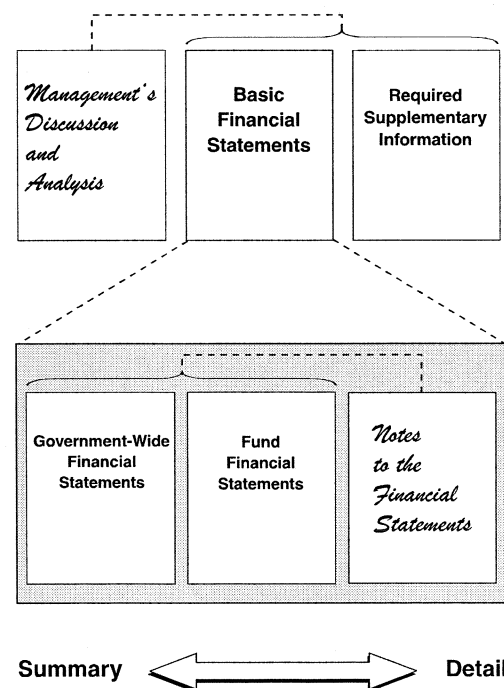 Management's
Discussion
and
Analysis
Basic
Financial
Statements
Required
Supplementary
Information
Government-Wide
Financial
Statements
Fund
Financial
Statements
Notes
to the
Financial
Statements
Summary
Detail